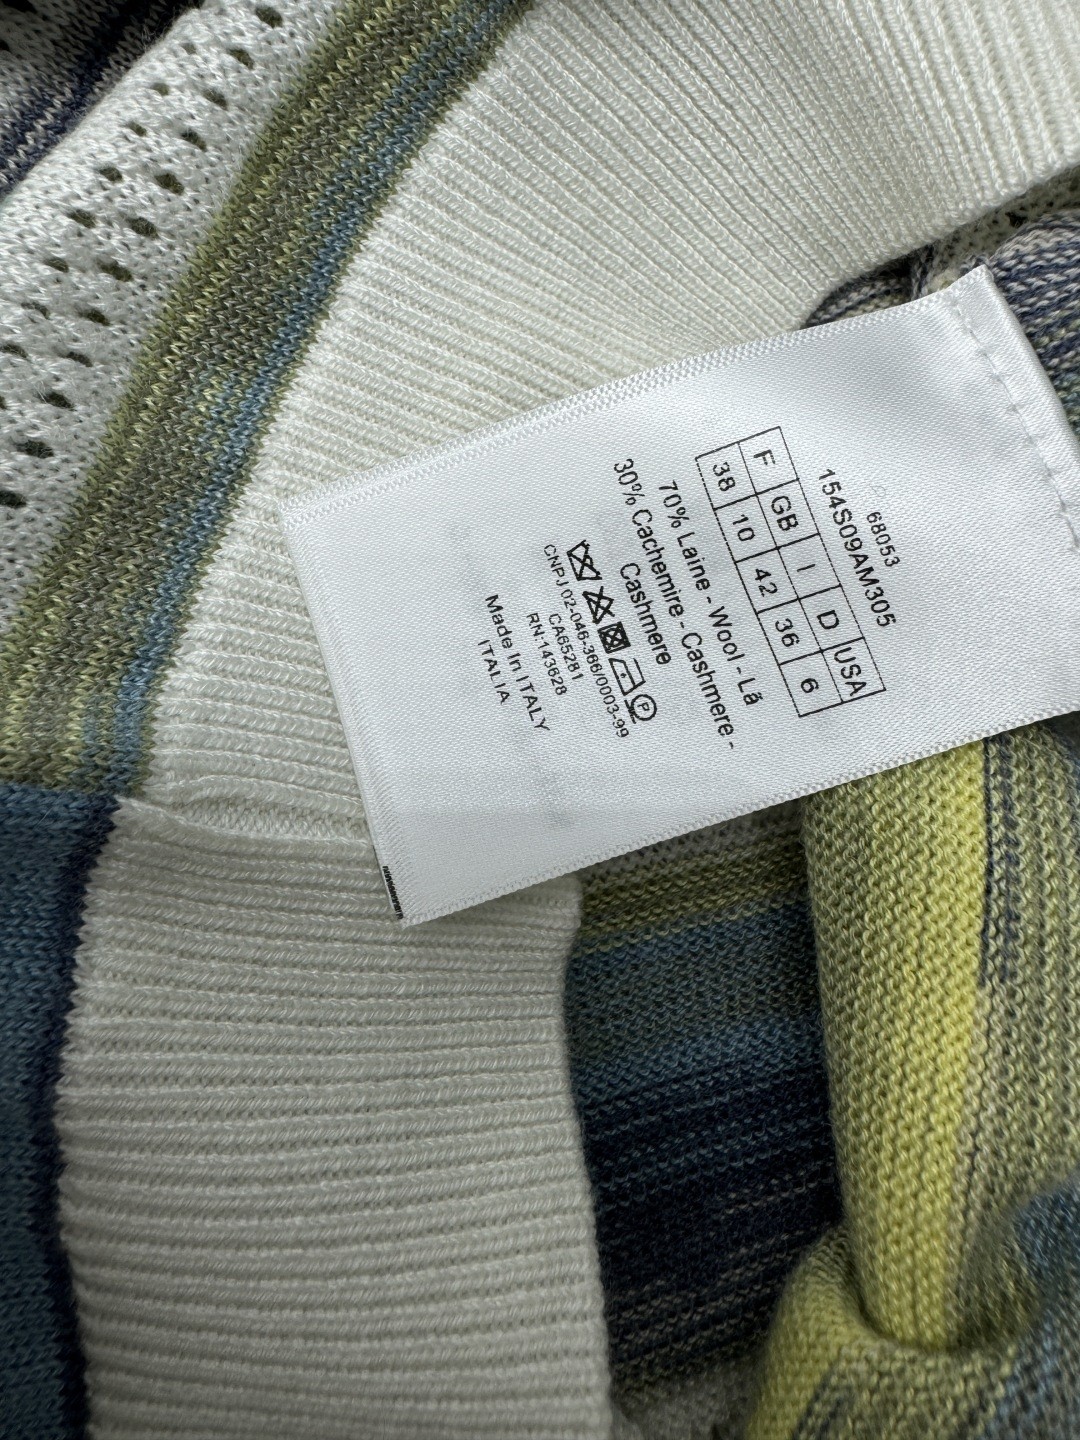 68053
154S09AM305
F GB I D USA
38 10 42 36 6
70% Laine - Wool - Lã
30% Cachemire - Cashmere -
Cashmere
P
CNPJ 02-046-366/0003-99
CA65281
RN:143628
Made In ITALY
ITALIA